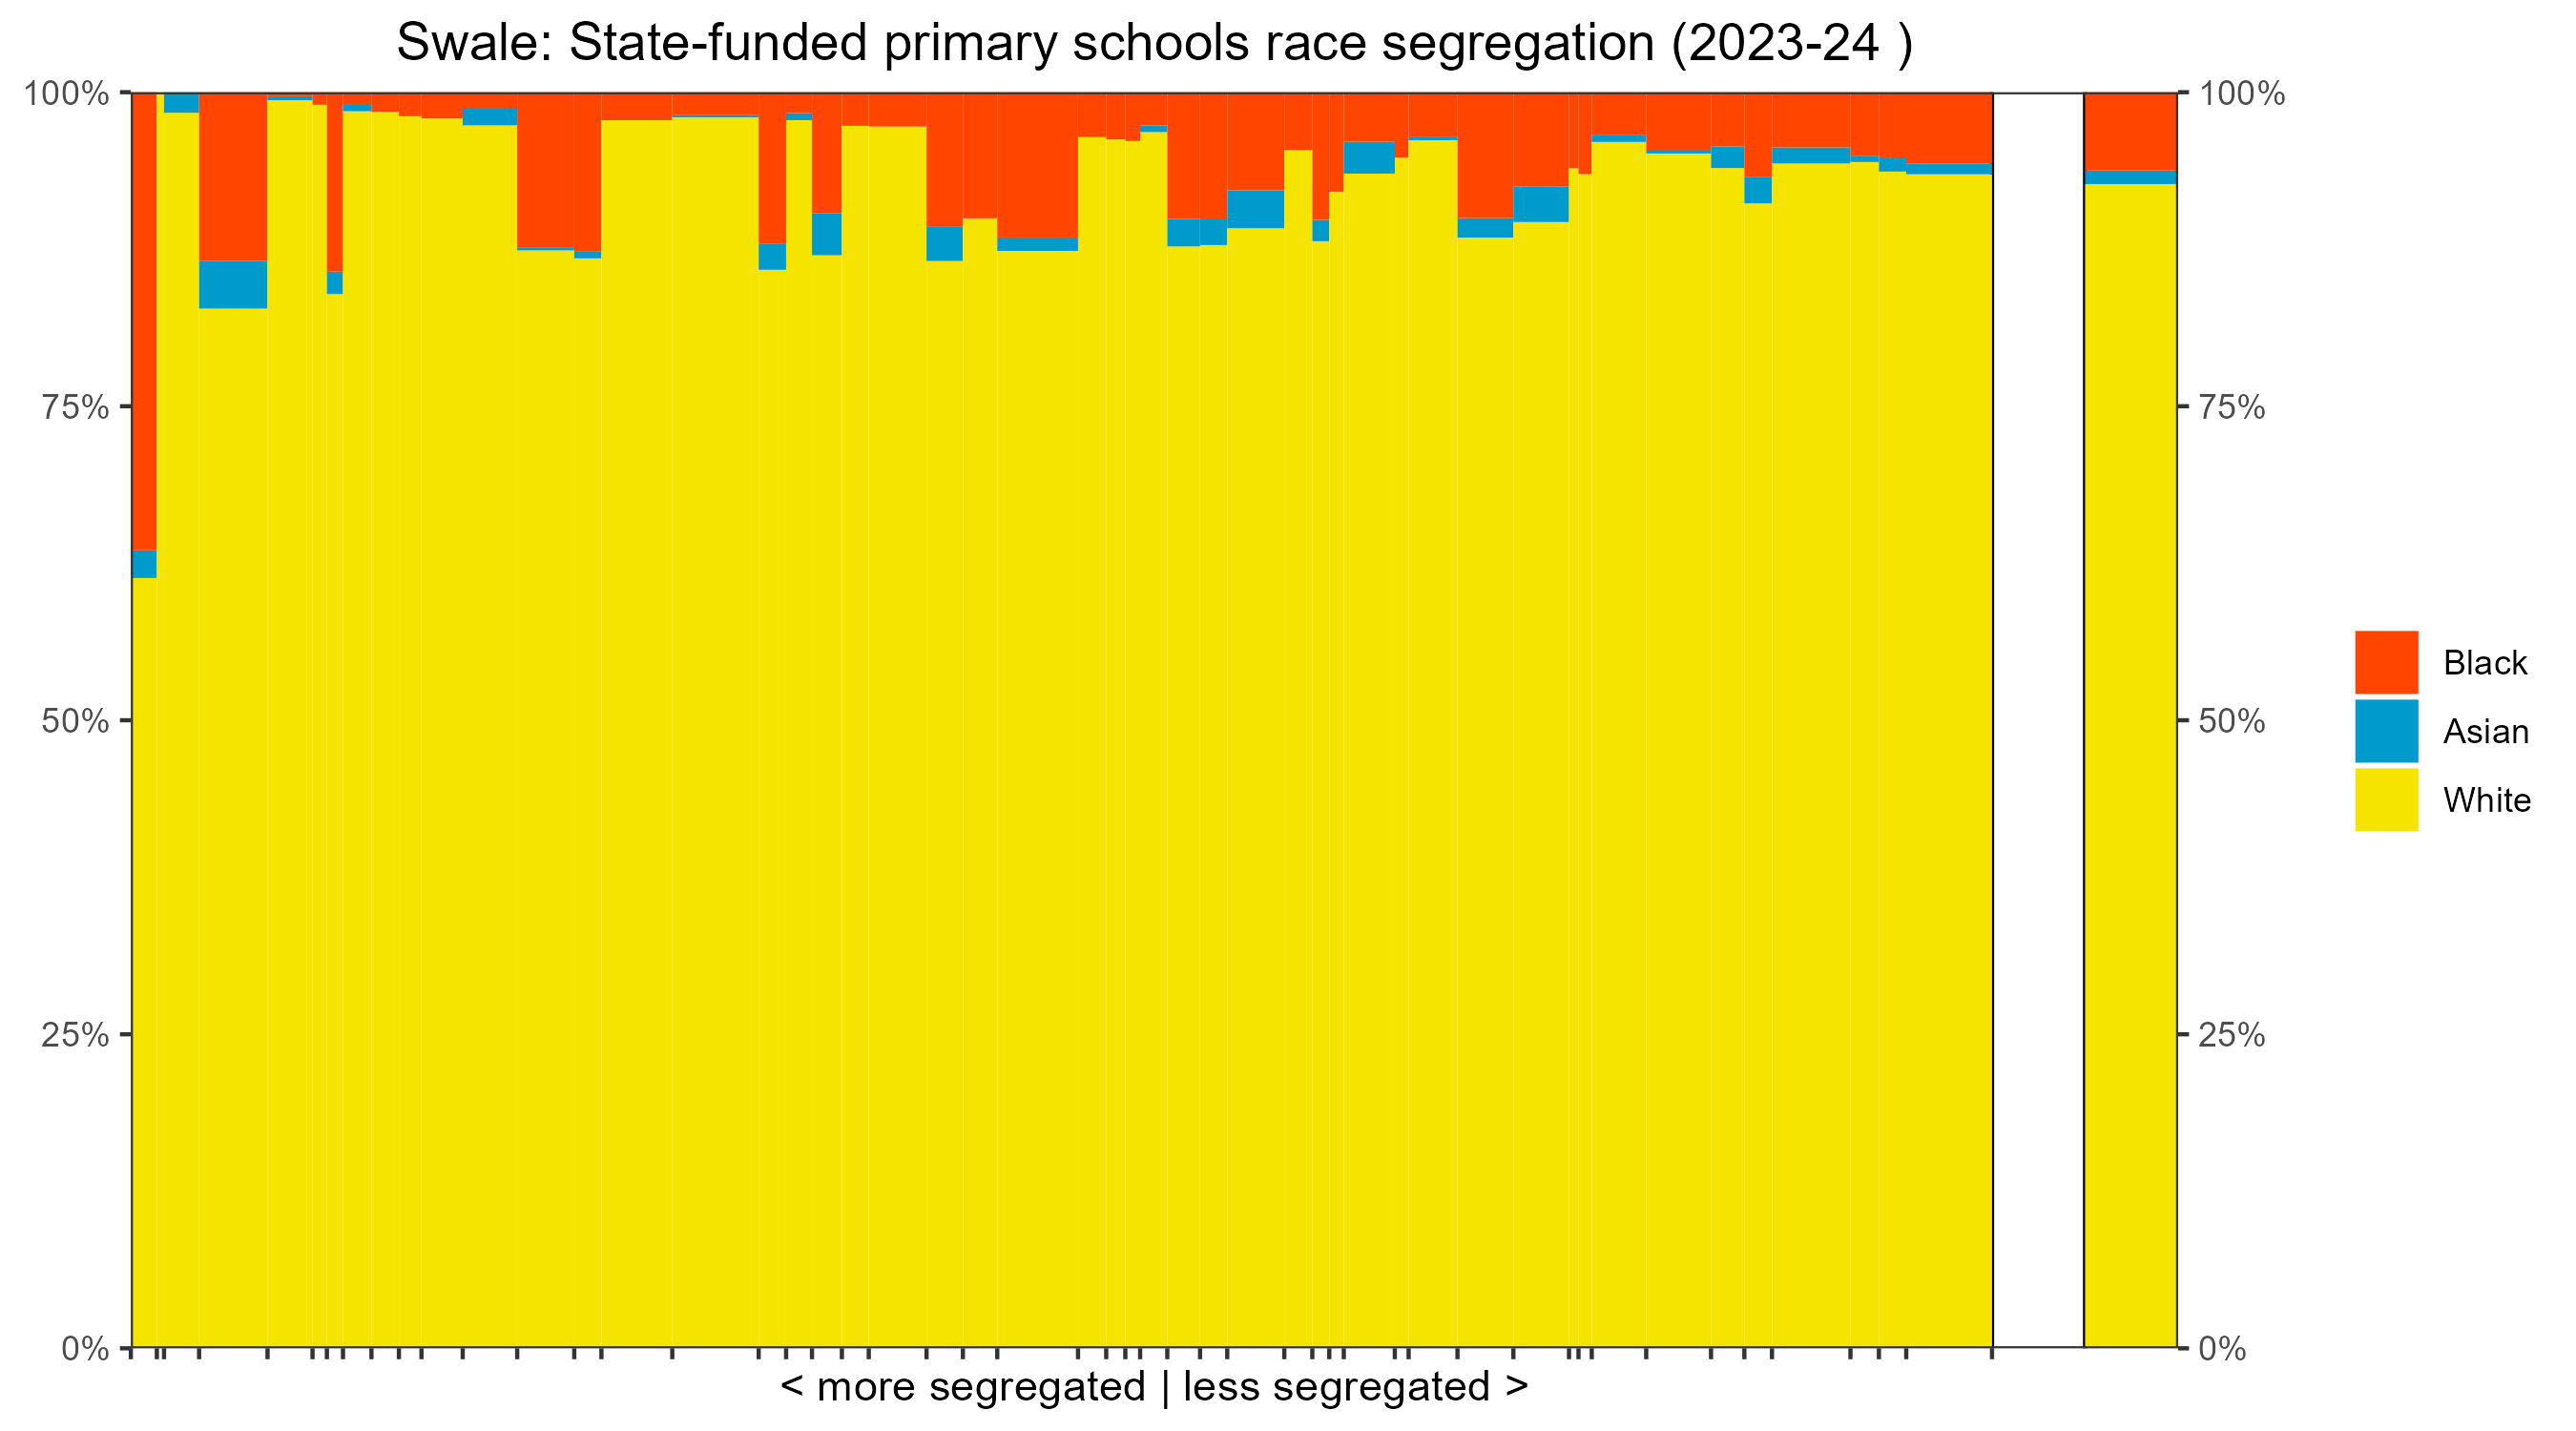 Swale: State-funded primary schools race segregation (2023-24 )
100%
75%
50%
25%
0%
100%
75%
50%
25%
0%
Black
Asian
White
< more segregated | less segregated >